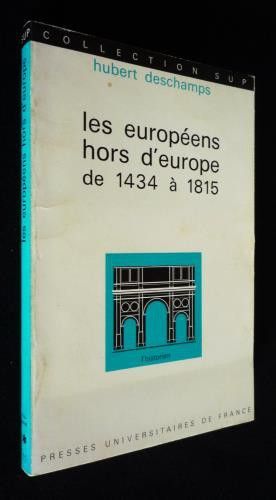 COLLECTION SUP
hubert deschamps
les européens
hors d'europe
de 1434 à 1815
l'historien
PRESSES UNIVERSITAIRES DE FRANCE
les européens hors d'europe